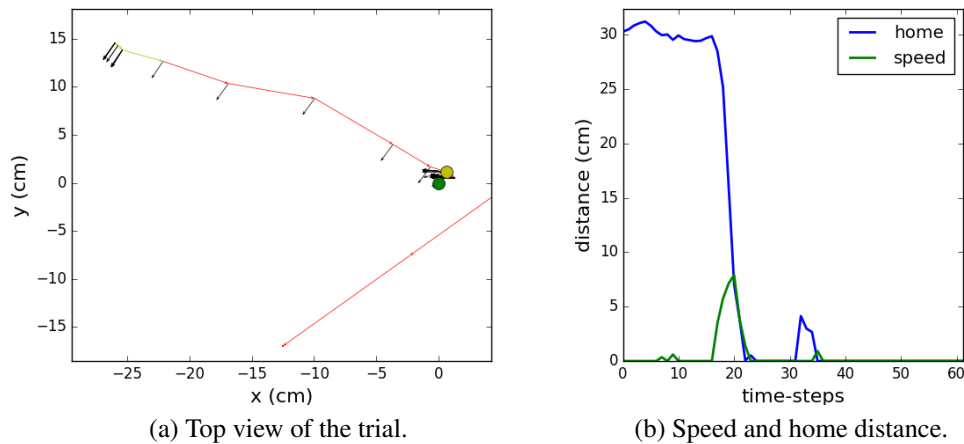 15
10
5
0
−5
−10
−15
y (cm)
−25 −20 −15 −10 −5 0
x (cm)
(a) Top view of the trial.
30
25
20
15
10
5
0
distance (cm)
home
speed
0 10 20 30 40 50 60
time-steps
(b) Speed and home distance.